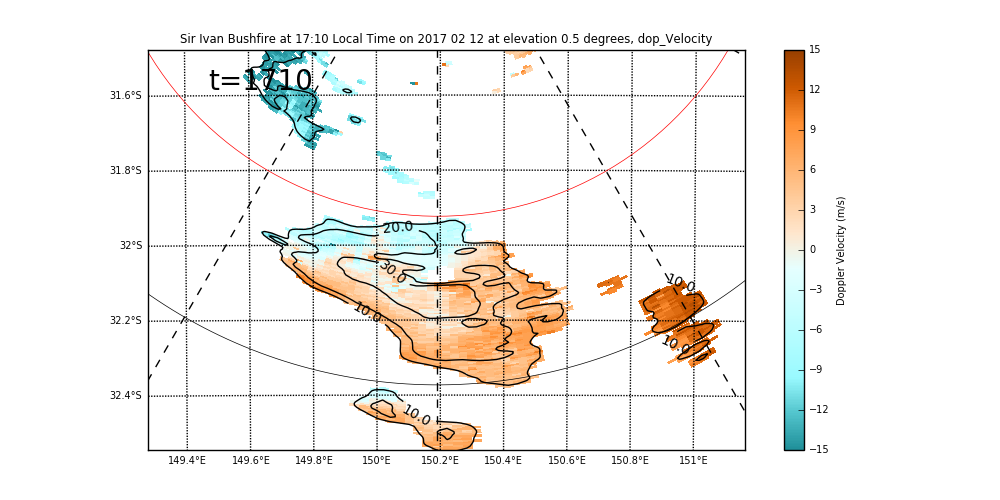 Sir Ivan Bushfire at 17:10 Local Time on 2017 02 12 at elevation 0.5 degrees, dop_Velocity
t=1710
31.6°S
31.8°S
32°S
32.2°S
32.4°S
149.4°E 149.6°E 149.8°E 150°E 150.2°E 150.4°E 150.6°E 150.8°E 151°E
20.0
30.0
10.0
10.0
10.0
10.0
15
12
9
6
3
0
−3
−6
−9
−12
−15
Doppler Velocity (m/s)